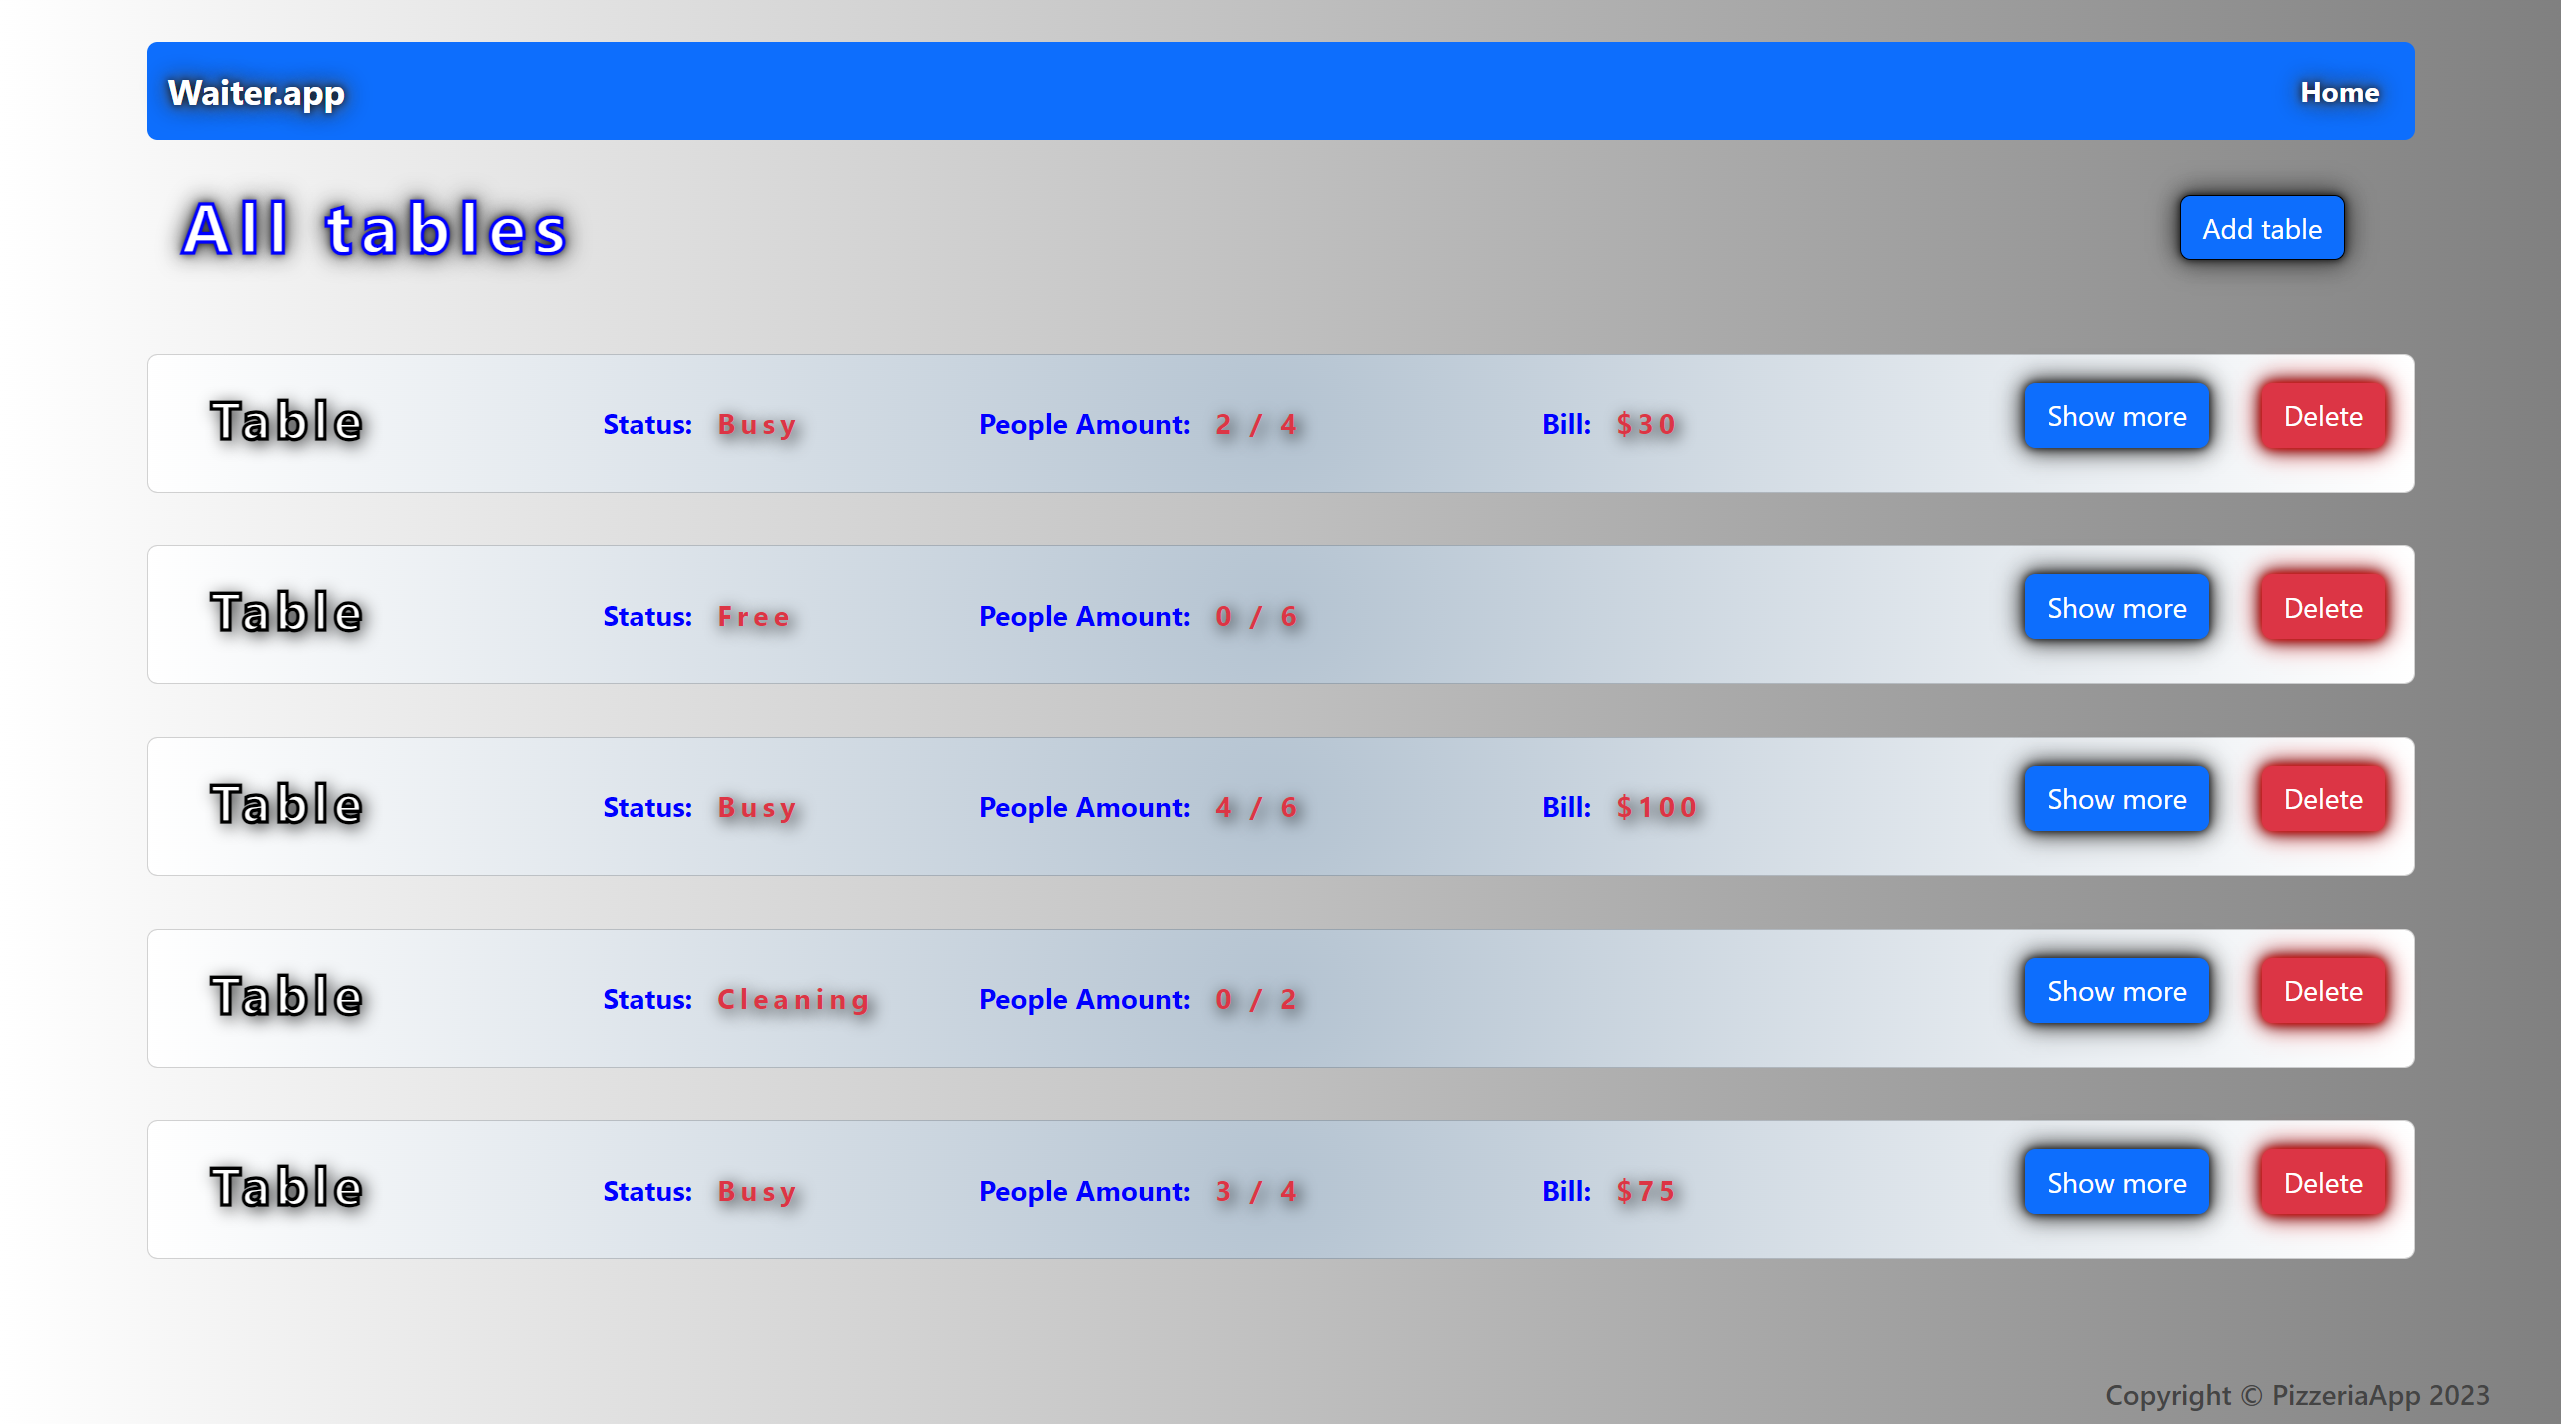 Waiter.app Home
All tables Add table
Table Status: Busy People Amount: 2 / 4 Bill: $30 Show more Delete
Table Status: Free People Amount: 0 / 6 Show more Delete
Table Status: Busy People Amount: 4 / 6 Bill: $100 Show more Delete
Table Status: Cleaning People Amount: 0 / 2 Show more Delete
Table Status: Busy People Amount: 3 / 4 Bill: $75 Show more Delete
Copyright © PizzeriaApp 2023